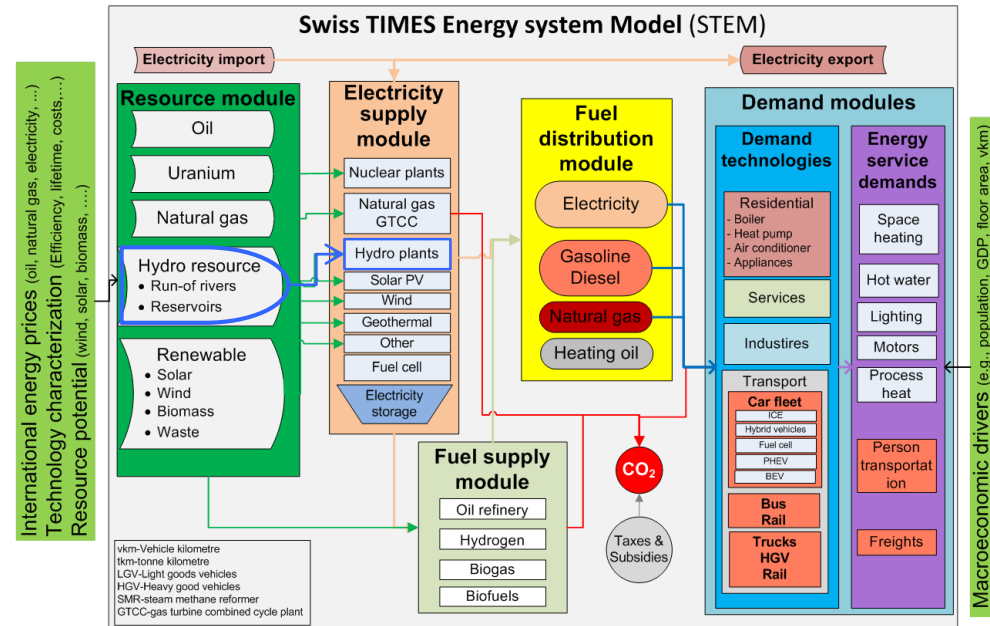 Swiss TIMES Energy system Model (STEM)
International energy prices (oil, natural gas, electricity, ...)
Technology characterization (Efficiency, lifetime, costs,...)
Resource potential (wind, solar, biomass, ....)
Electricity import
Electricity export
Resource module
Oil
Uranium
Natural gas
Hydro resource
• Run-of rivers
• Reservoirs
Renewable
• Solar
• Wind
• Biomass
• Waste
Electricity
supply
module
Nuclear plants
Natural gas
GTCC
Hydro plants
Solar PV
Wind
Geothermal
Other
Fuel cell
Electricity
storage
Fuel
distribution
module
Electricity
Gasoline
Diesel
Natural gas
Heating oil
Fuel supply
module
Oil refinery
Hydrogen
Biogas
Biofuels
CO₂
Taxes &
Subsidies
Demand modules
Demand
technologies
Residential
- Boiler
- Heat pump
- Air conditioner
- Appliances
Services
Industires
Transport
Car fleet
ICE
Hybrid vehicles
Fuel cell
PHEV
BEV
Bus
Rail
Trucks
HGV
Rail
Energy
service
demands
Space
heating
Hot water
Lighting
Motors
Process
heat
Person
transportat
ion
Freights
Macroeconomic drivers (e.g., population, GDP, floor area, vkm)
vkm-Vehicle kilometre
tkm-tonne kilometre
LGV-Light goods vehicles
HGV-Heavy good vehicles
SMR-steam methane reformer
GTCC-gas turbine combined cycle plant